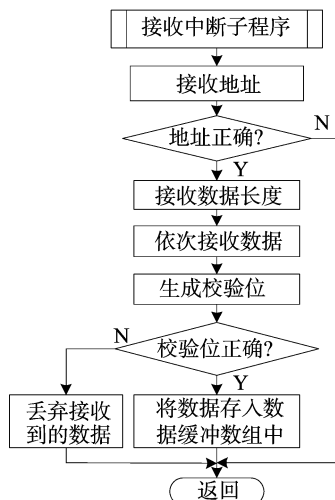 接收中断子程序
接收地址
地址正确?
N
Y
接收数据长度
依次接收数据
生成校验位
N
校验位正确?
Y
丢弃接收
到的数据
将数据存入数
据缓冲数组中
返回